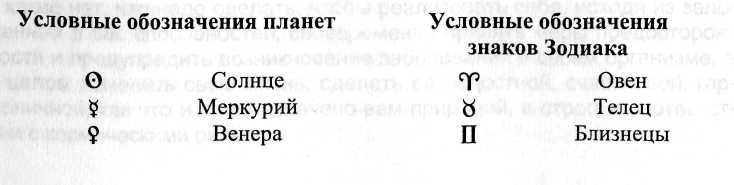 Условные обозначения планет
☉ Солнце
☿ Меркурий
♀ Венера
Условные обозначения
знаков Зодиака
♈ Овен
♉ Телец
♊ Близнецы